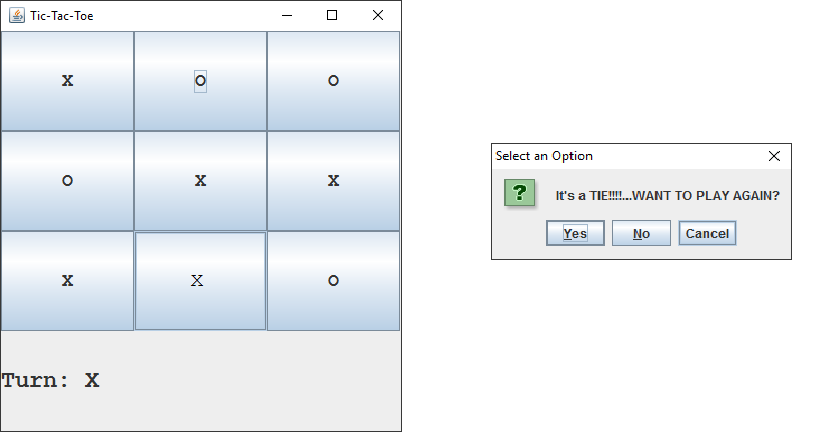 Tic-Tac-Toe
x o o
o x x
x X o
Turn: X
Select an Option
? It's a TIE!!!!...WANT TO PLAY AGAIN?
Yes No Cancel